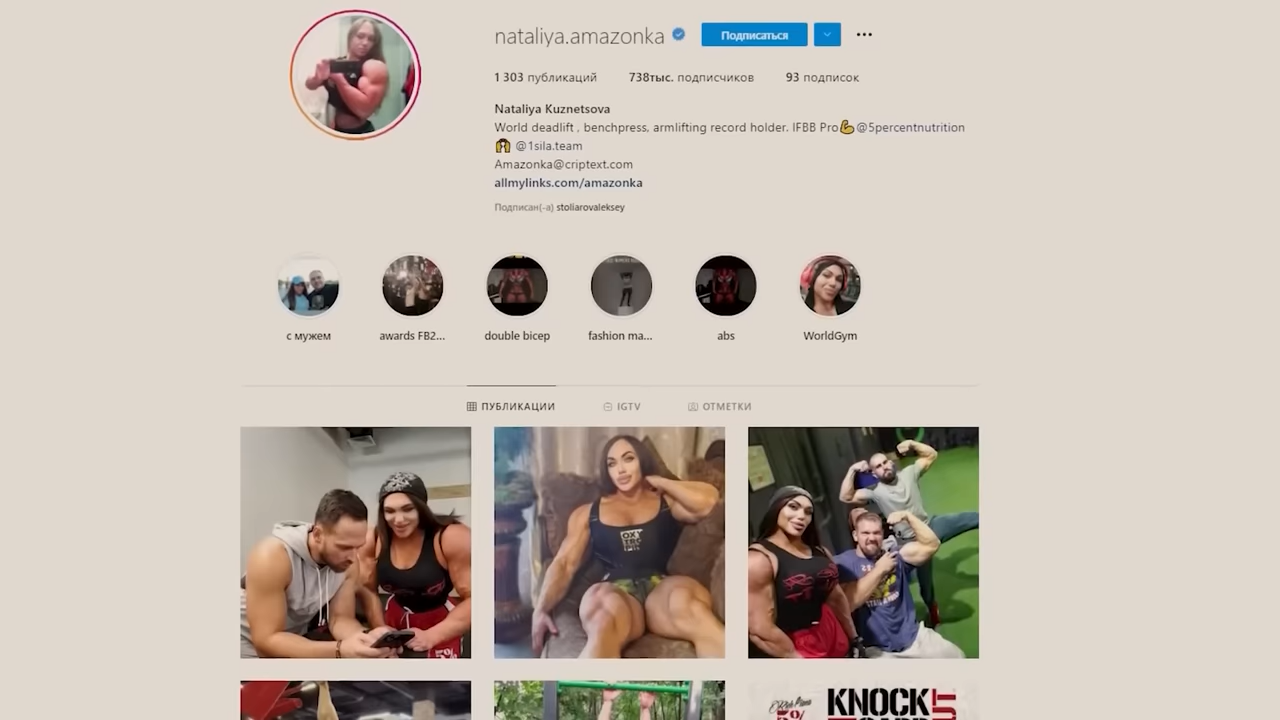 nataliya.amazonka Подписаться
1 303 публикаций 738тыс. подписчиков 93 подписок
Nataliya Kuznetsova
World deadlift , benchpress, armlifting record holder. IFBB Pro💪@5percentnutrition
@1sila.team
Amazonka@criptext.com
allmylinks.com/amazonka
Подписан(-а) stoliarovaleksey
с мужем awards FB2... double bicep fashion ma... abs WorldGym
ПУБЛИКАЦИИ IGTV ОТМЕТКИ
5%
KNOCK